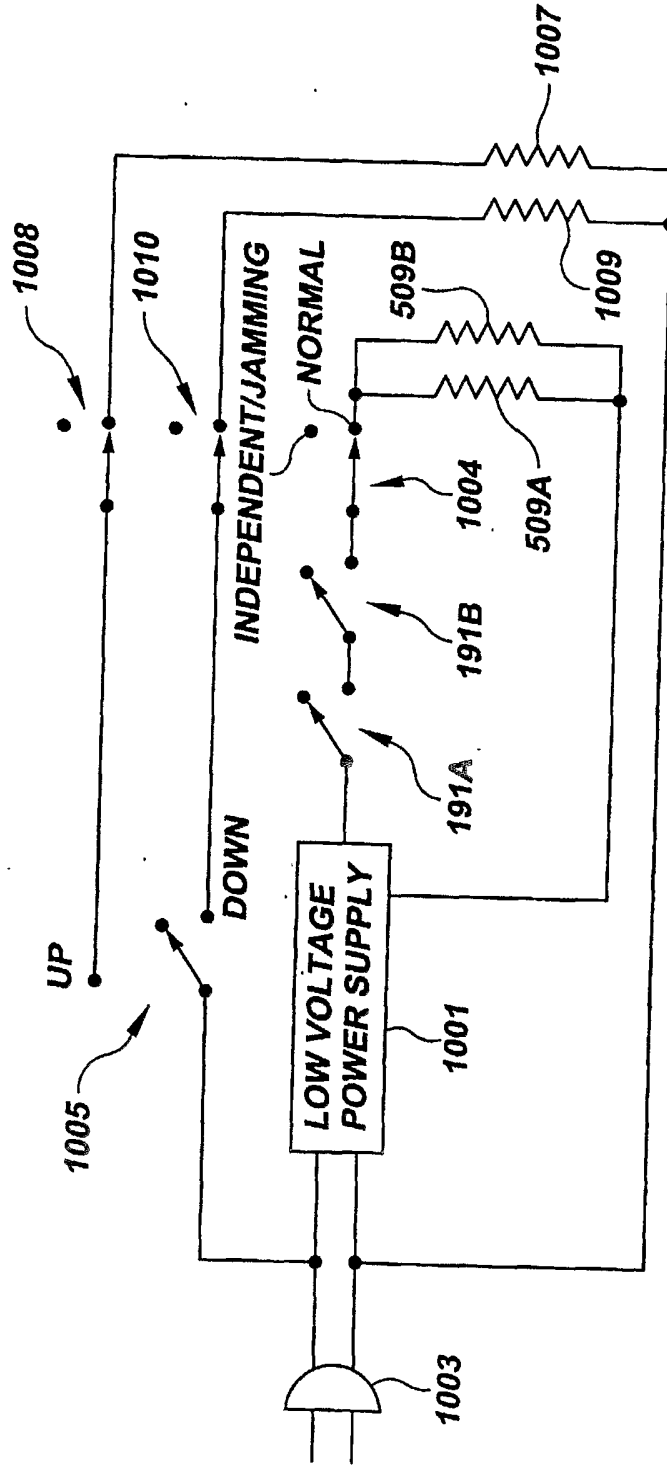 1008
1010
UP
1005
DOWN
INDEPENDENT/JAMMING
NORMAL
1007
1009
509B
509A
1004
191B
191A
LOW VOLTAGE
POWER SUPPLY
1001
1003